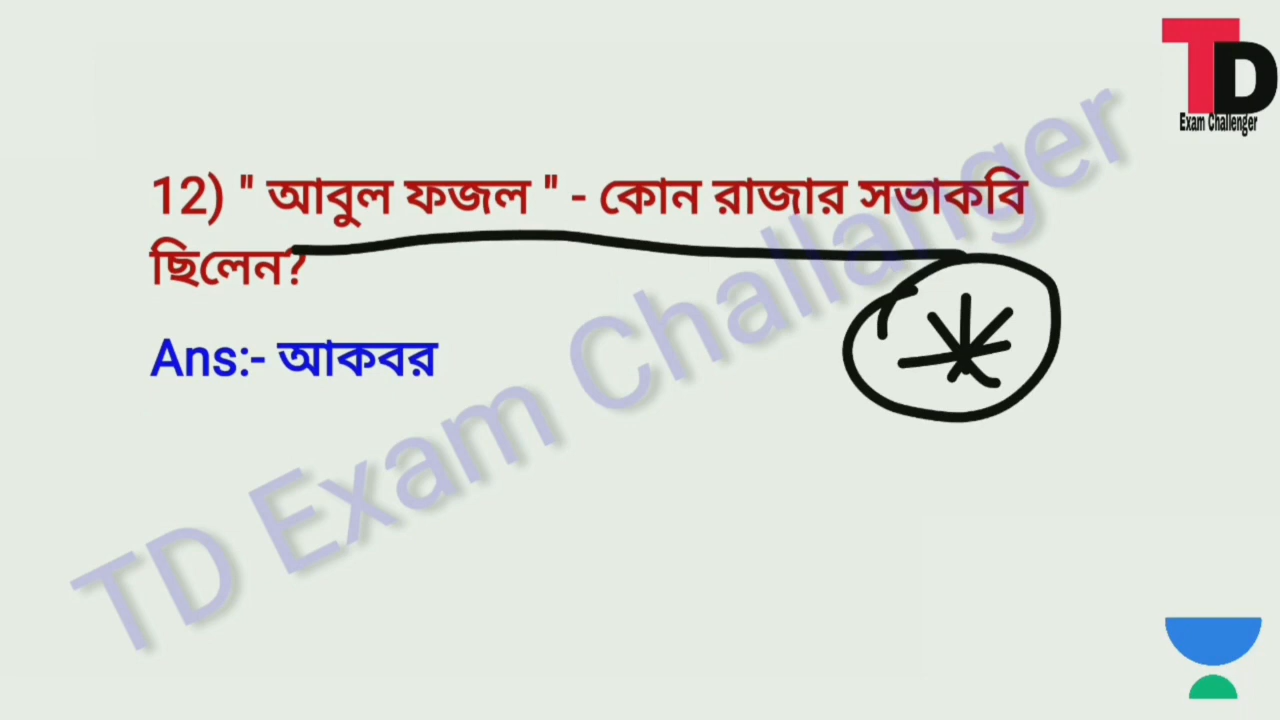 TD
Exam Challenger
12) " আবুল ফজল " - কোন রাজার সভাকবি
ছিলেন?
Ans:- আকবর
TD Exam Challanger